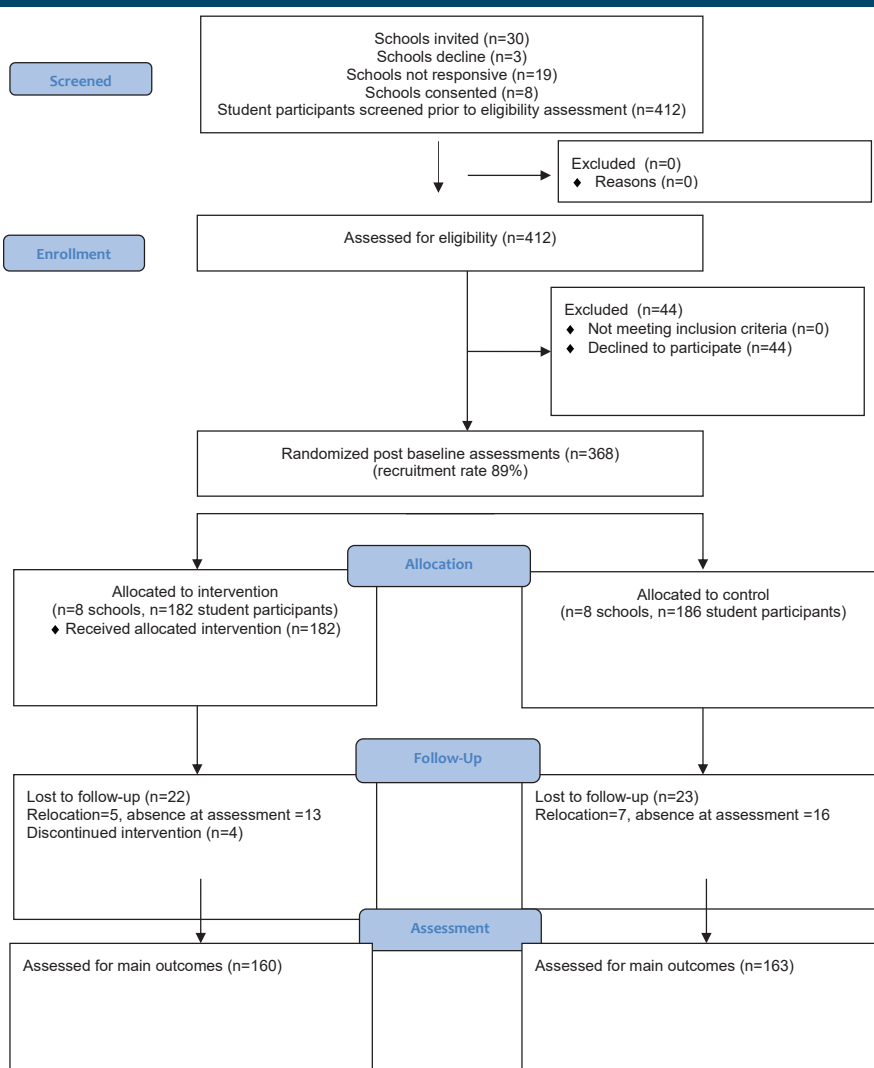 Schools invited (n=30)
Schools decline (n=3)
Screened
Schools not responsive (n=19)
Schools consented (n=8)
Student participants screened prior to eligibility assessment (n=412)
Excluded (n=0)
♦ Reasons (n=0)
Enrollment
Assessed for eligibility (n=412)
Excluded (n=44)
♦ Not meeting inclusion criteria (n=0)
♦ Declined to participate (n=44)
Randomized post baseline assessments (n=368)
(recruitment rate 89%)
Allocation
Allocated to intervention
(n=8 schools, n=182 student participants)
♦ Received allocated intervention (n=182)
Allocated to control
(n=8 schools, n=186 student participants)
Follow-Up
Lost to follow-up (n=22)
Relocation=5, absence at assessment =13
Discontinued intervention (n=4)
Lost to follow-up (n=23)
Relocation=7, absence at assessment =16
Assessment
Assessed for main outcomes (n=160)
Assessed for main outcomes (n=163)